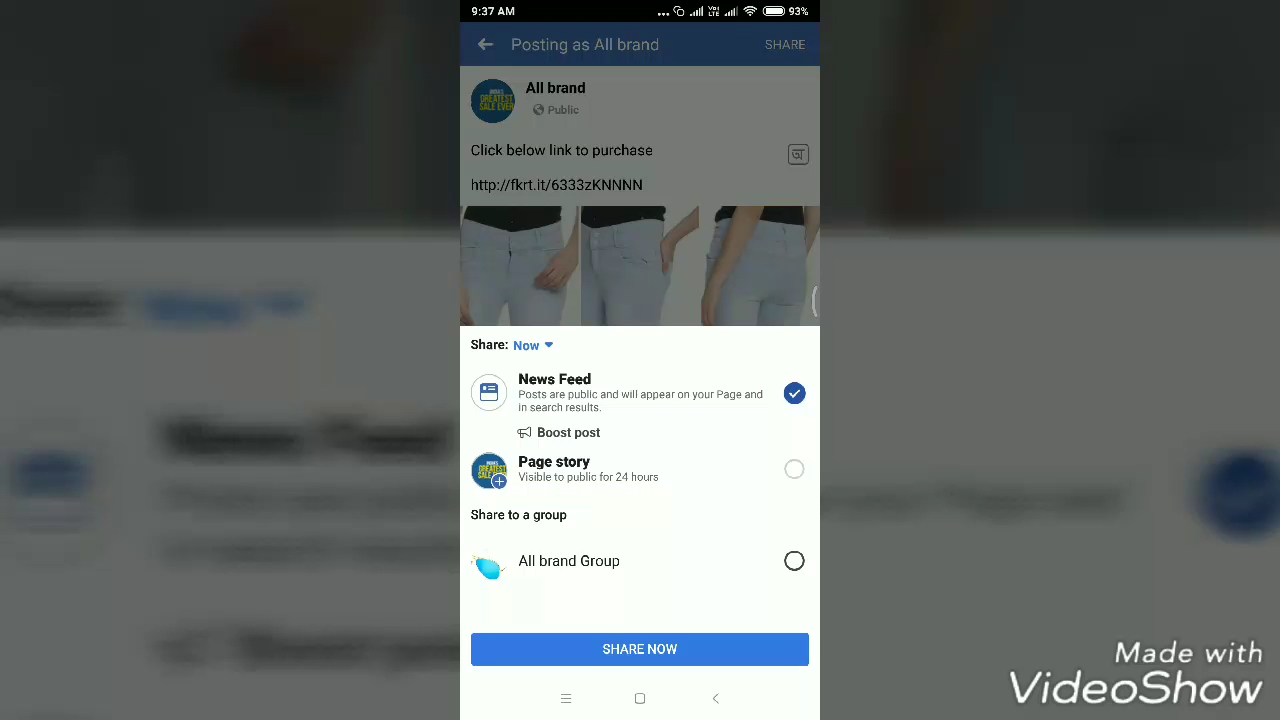 9:37 AM
Vo) LTE
93%
Posting as All brand
SHARE
All brand
Public
Click below link to purchase
অ
http://fkrt.it/6333zKNNNN
Share: Now
News Feed
Posts are public and will appear on your Page and
in search results.
Boost post
GREATEST
Page story
Visible to public for 24 hours
Share to a group
All brand Group
SHARE NOW
Made with
VideoShow